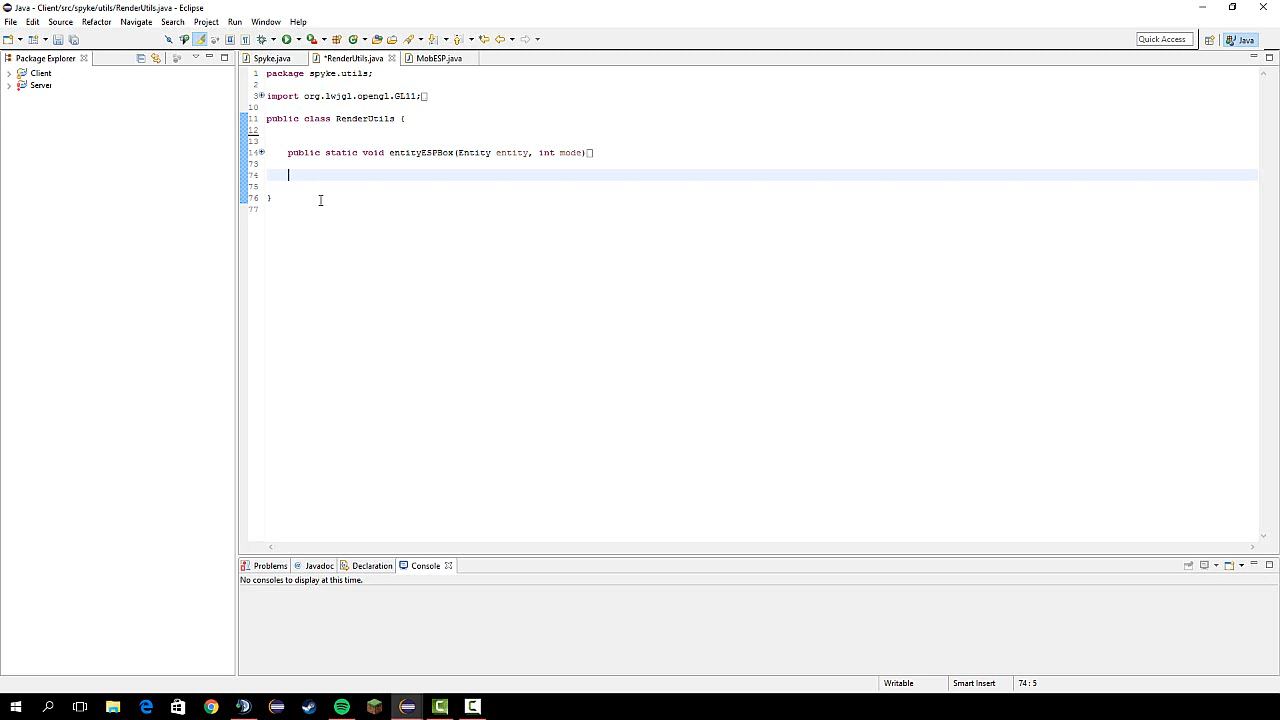 Java - Client/src/spyke/utils/RenderUtils.java - Eclipse
File Edit Source Refactor Navigate Search Project Run Window Help
Quick Access Java
Package Explorer Spyke.java *RenderUtils.java MobESP.java
Client
Server
1 package spyke.utils;
2
3 import org.lwjgl.opengl.GL11;
10
11 public class RenderUtils {
12
13
14 public static void entityESPBox(Entity entity, int mode)
73
74
75
76 }
77
Problems @ Javadoc Declaration Console
No consoles to display at this time.
Writable Smart Insert 74 : 5